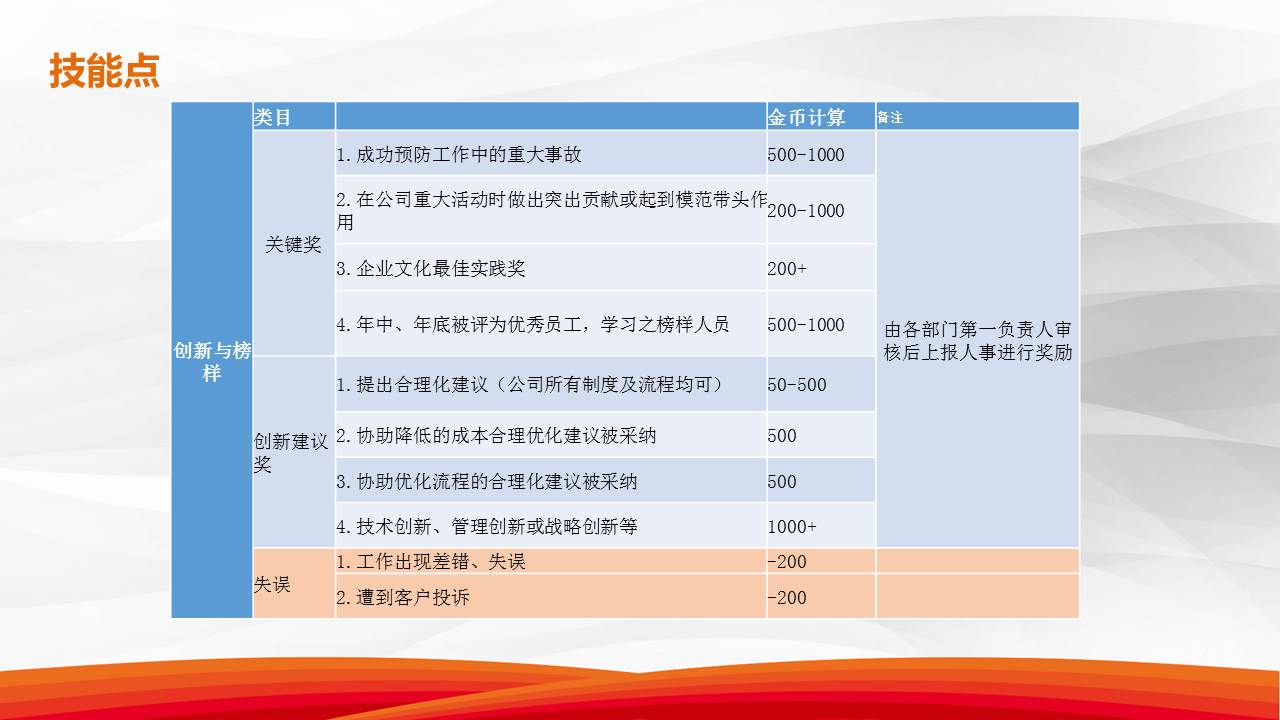 技能点
类目
金币计算
备注
创新与榜
样
关键奖
1.成功预防工作中的重大事故
500-1000
2.在公司重大活动时做出突出贡献或起到模范带头作
用
200-1000
3.企业文化最佳实践奖
200+
4.年中、年底被评为优秀员工，学习之榜样人员
500-1000
由各部门第一负责人审
核后上报人事进行奖励
创新建议
奖
1.提出合理化建议（公司所有制度及流程均可）
50-500
2.协助降低的成本合理优化建议被采纳
500
3.协助优化流程的合理化建议被采纳
500
4.技术创新、管理创新或战略创新等
1000+
失误
1.工作出现差错、失误
-200
2.遭到客户投诉
-200